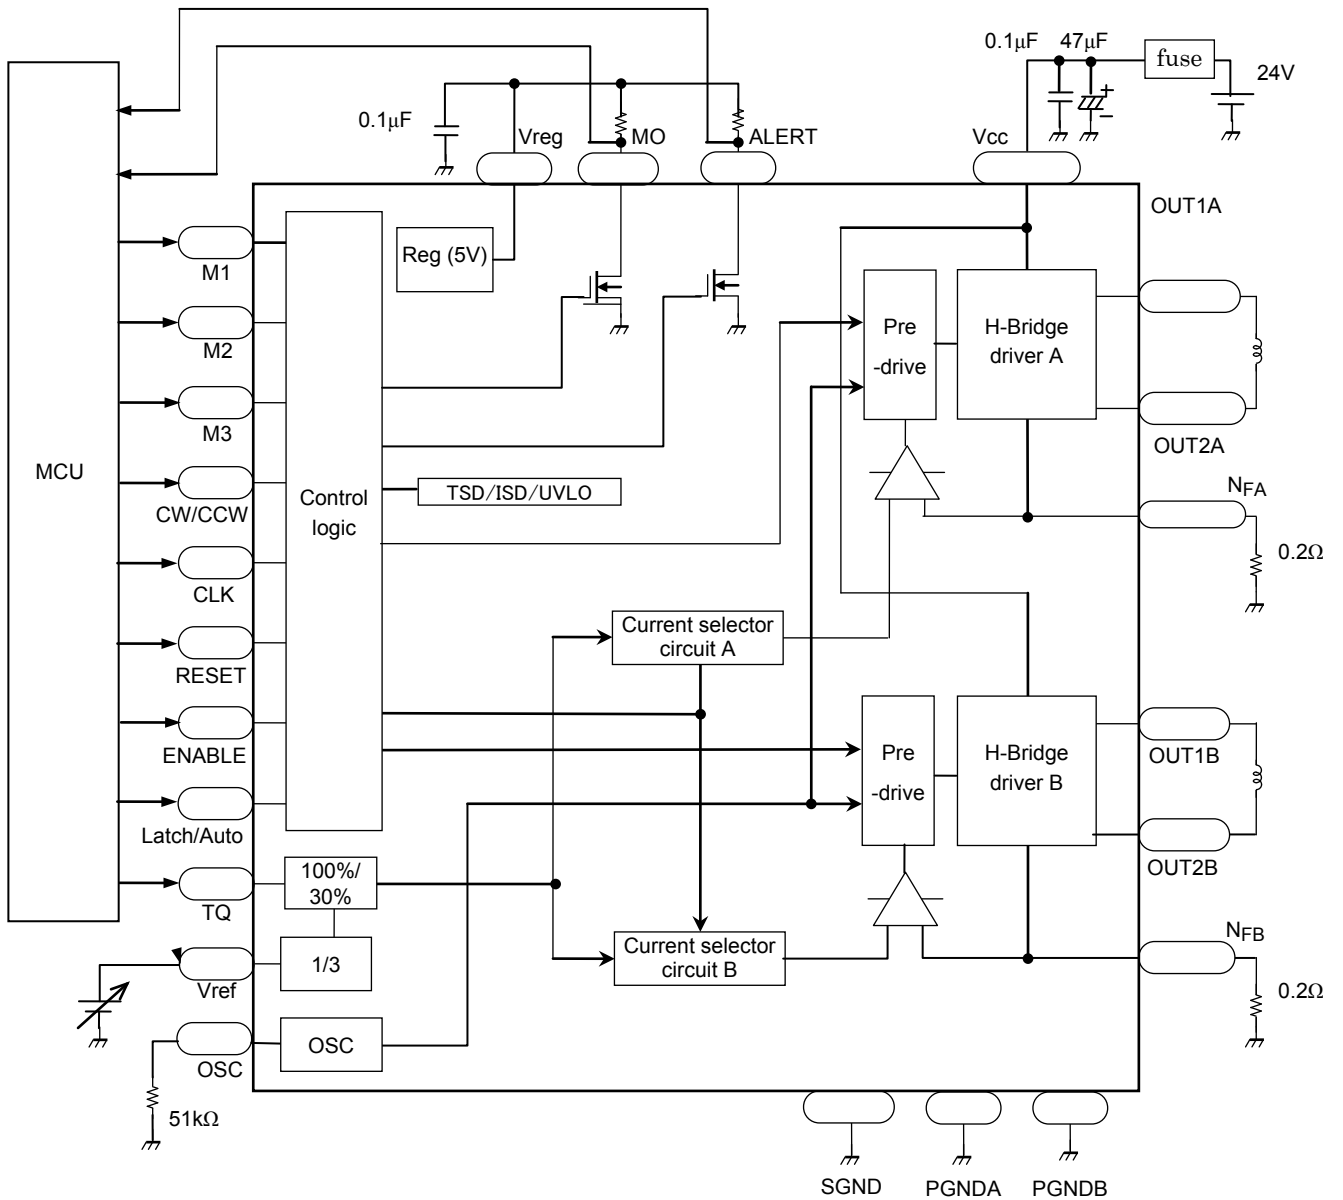 0.1μF
47μF
fuse
24V
0.1μF
Vreg
MO
ALERT
Vcc
OUT1A
M1
Reg (5V)
M2
Pre
-drive
H-Bridge
driver A
M3
OUT2A
MCU
CW/CCW
Control
logic
TSD/ISD/UVLO
NFA
0.2Ω
CLK
Current selector
circuit A
RESET
ENABLE
Pre
-drive
H-Bridge
driver B
OUT1B
Latch/Auto
OUT2B
TQ
100%/
30%
Vref
1/3
Current selector
circuit B
NFB
0.2Ω
OSC
OSC
51kΩ
SGND
PGNDA
PGNDB